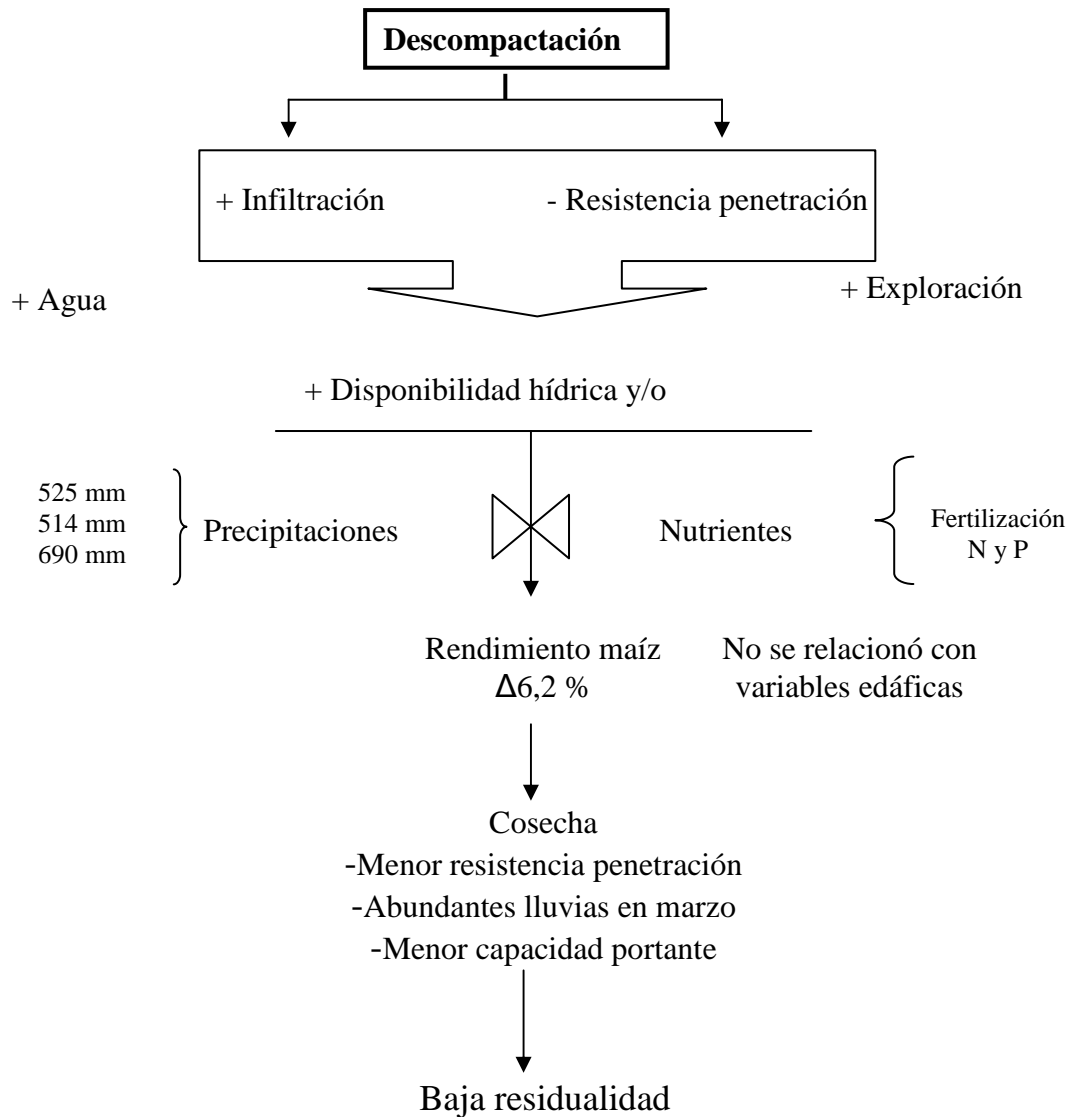 Descompactación
+ Infiltración
- Resistencia penetración
+ Agua
+ Exploración
+ Disponibilidad hídrica y/o
525 mm
514 mm
690 mm
Precipitaciones
Nutrientes
Fertilización
N y P
Rendimiento maíz
Δ6,2 %
No se relacionó con
variables edáficas
Cosecha
-Menor resistencia penetración
-Abundantes lluvias en marzo
-Menor capacidad portante
Baja residualidad